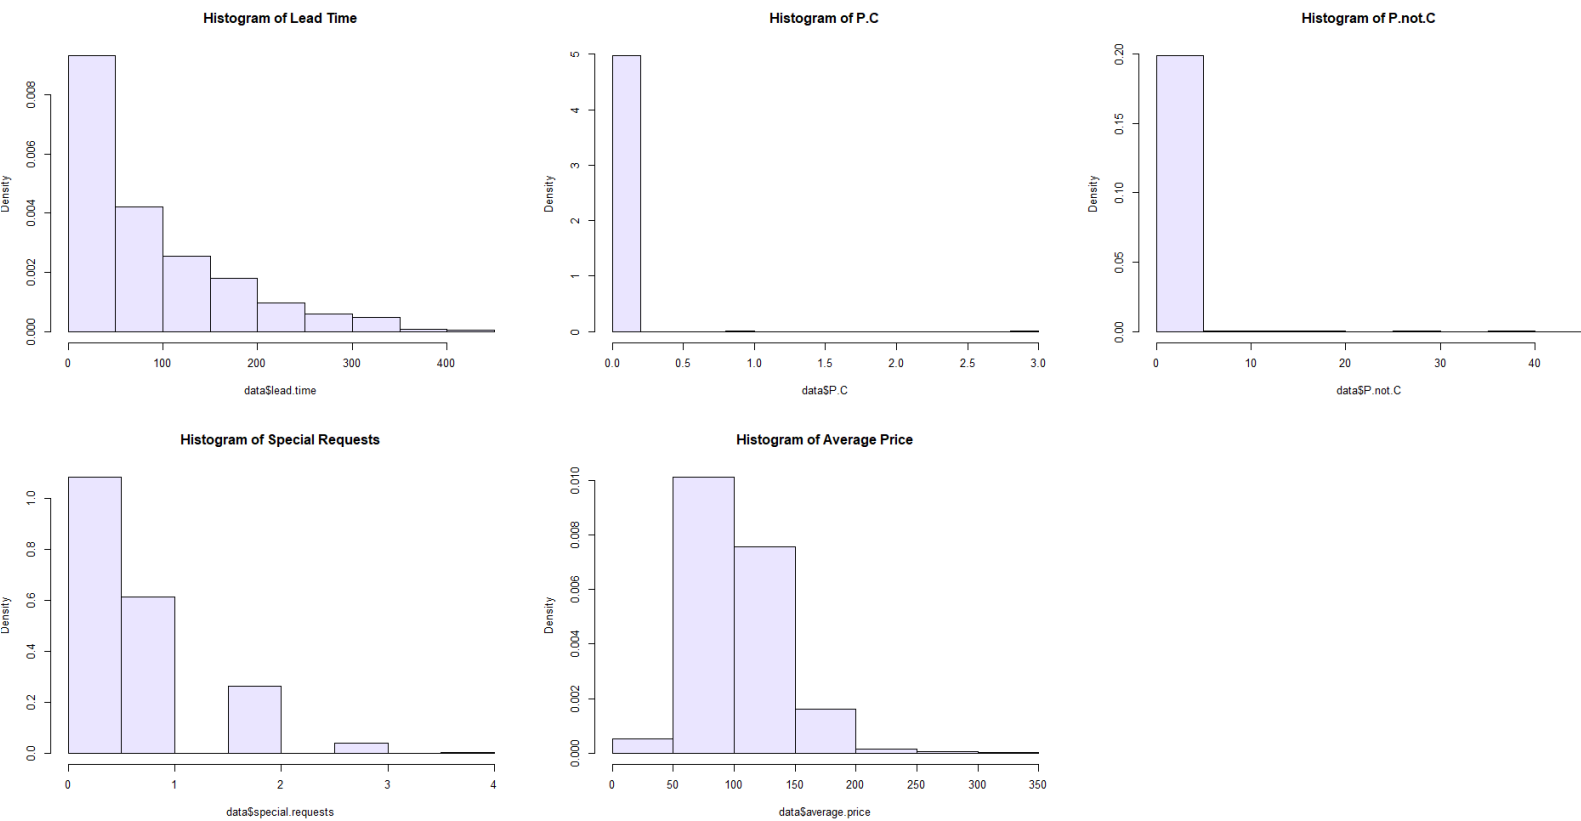 Histogram of Lead Time
Density
0.000 0.002 0.004 0.006 0.008
0 100 200 300 400
data$lead.time
Histogram of P.C
Density
0 1 2 3 4 5
0.0 0.5 1.0 1.5 2.0 2.5 3.0
data$P.C
Histogram of P.not.C
Density
0.00 0.05 0.10 0.15 0.20
0 10 20 30 40
data$P.not.C
Histogram of Special Requests
Density
0.0 0.2 0.4 0.6 0.8 1.0
0 1 2 3 4
data$special.requests
Histogram of Average Price
Density
0.000 0.002 0.004 0.006 0.008 0.010
0 50 100 150 200 250 300 350
data$average.price